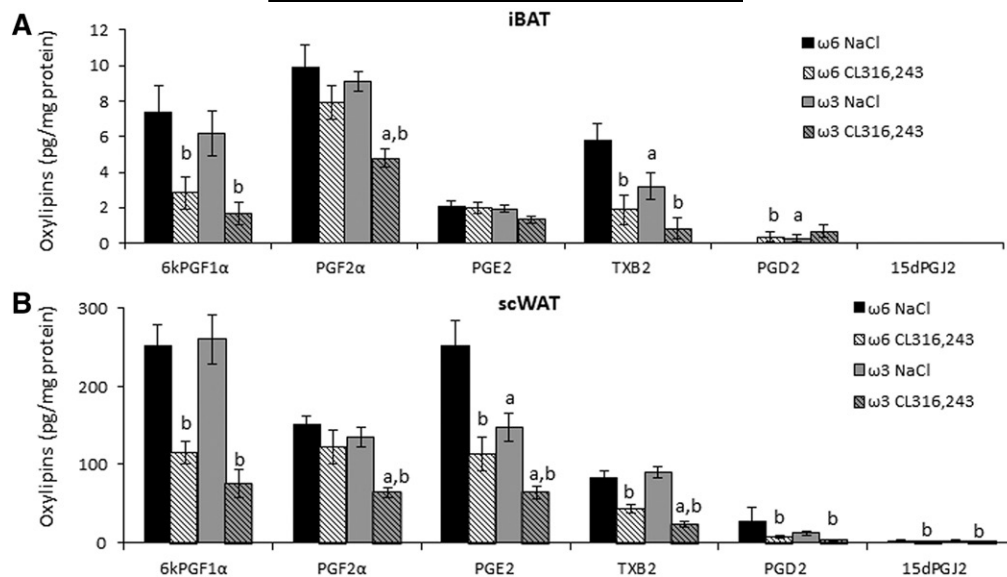 A
iBAT
Oxylipins (pg/mg protein)
12
10
8
6
4
2
0
ω6 NaCl
ω6 CL316,243
ω3 NaCl
ω3 CL316,243
b
b
a,b
b
a
b
b
a
6kPGF1α
PGF2α
PGE2
TXB2
PGD2
15dPGJ2
B
scWAT
Oxylipins (pg/mg protein)
300
200
100
0
ω6 NaCl
ω6 CL316,243
ω3 NaCl
ω3 CL316,243
b
b
a,b
b
a
a,b
b
a,b
b
b
b
b
6kPGF1α
PGF2α
PGE2
TXB2
PGD2
15dPGJ2